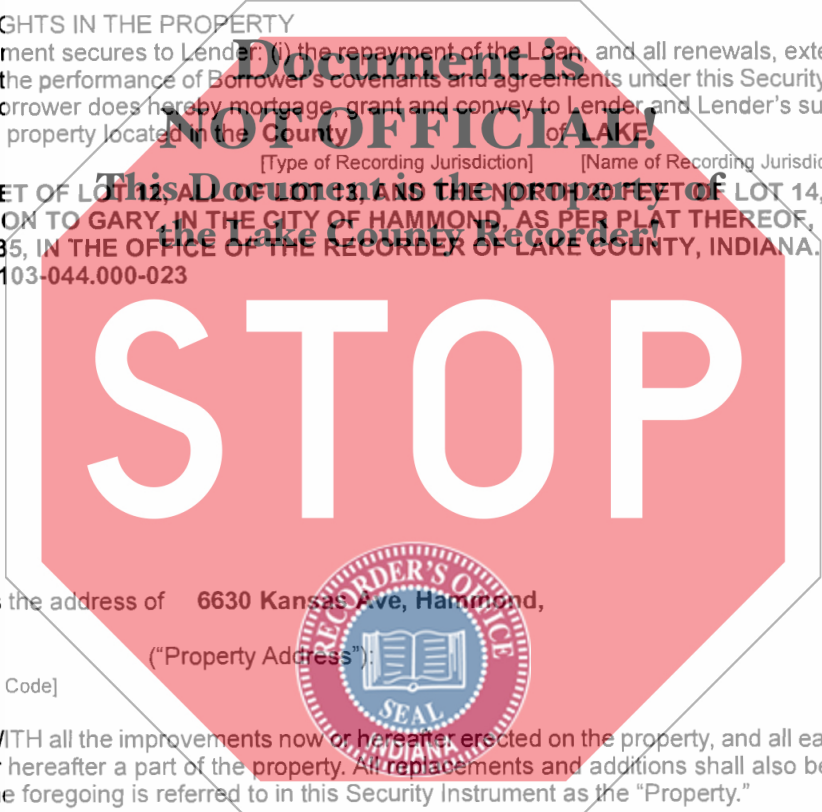 GHTS IN THE PROPERTY
ment secures to Lender: (i) the repayment of the Loan, and all renewals, exte
Document is
the performance of Borrower's covenants and agreements under this Security
orrower does hereby mortgage, grant and convey to Lender and Lender's su
NOT OFFICIAL!
property located in the County of LAKE
[Type of Recording Jurisdiction] [Name of Recording Jurisdic
This Document is the property of
ET OF LOT 12, ALL OF LOT 13, AND THE NORTH 20 FEET OF LOT 14,
ON TO GARY, IN THE CITY OF HAMMOND, AS PER PLAT THEREOF,
the Lake County Recorder!
35, IN THE OFFICE OF THE RECORDER OF LAKE COUNTY, INDIANA.
103-044.000-023
STOP
the address of 6630 Kansas Ave, Hammond,
RECORDER'S OFFICE
("Property Address"):
Code]
SEAL
INDIANA
ITH all the improvements now or hereafter erected on the property, and all ea
hereafter a part of the property. All replacements and additions shall also be
e foregoing is referred to in this Security Instrument as the "Property."